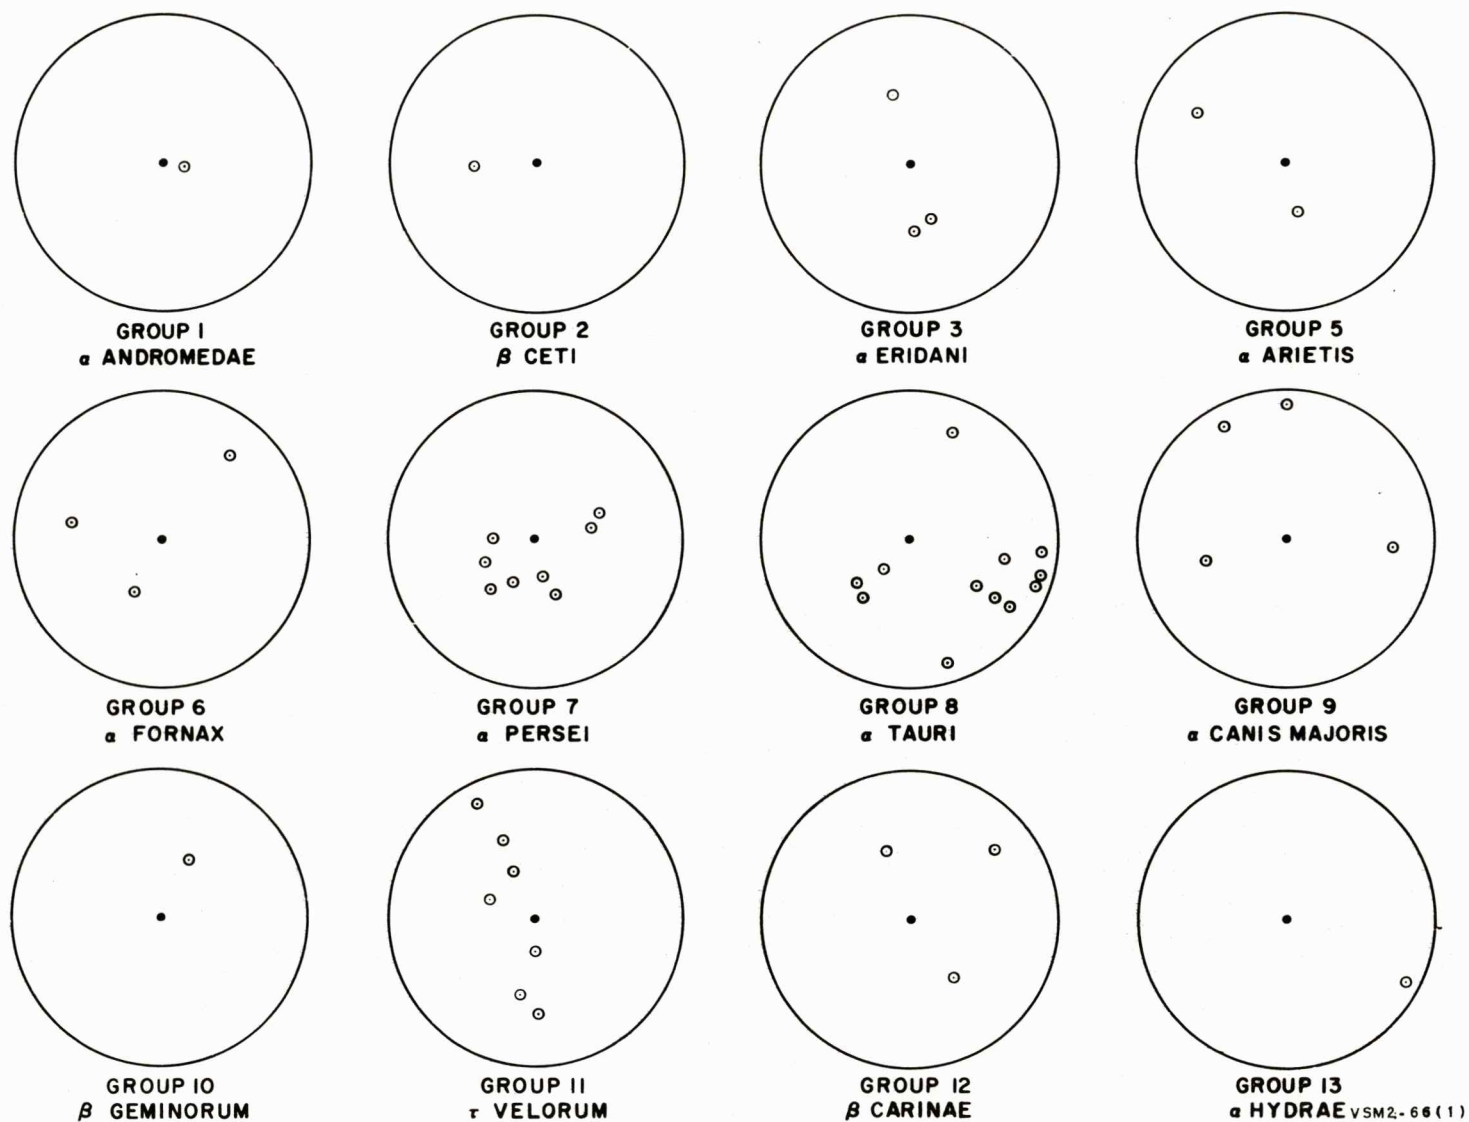 GROUP 1
α ANDROMEDAE
GROUP 2
β CETI
GROUP 3
α ERIDANI
GROUP 5
α ARIETIS
GROUP 6
α FORNAX
GROUP 7
α PERSEI
GROUP 8
α TAURI
GROUP 9
α CANIS MAJORIS
GROUP 10
β GEMINORUM
GROUP 11
τ VELORUM
GROUP 12
β CARINAE
GROUP 13
α HYDRAE VSM2-66(1)